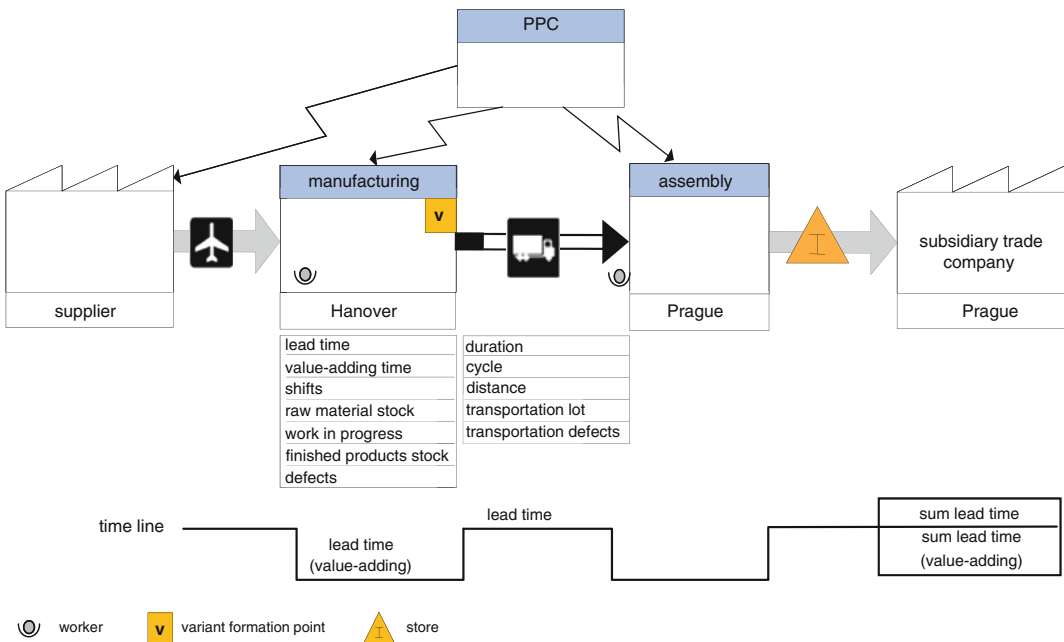 PPC
manufacturing
assembly
v
subsidiary trade
company
supplier
Hanover
Prague
Prague
lead time
value-adding time
shifts
raw material stock
work in progress
finished products stock
defects
duration
cycle
distance
transportation lot
transportation defects
I
time line
lead time
(value-adding)
lead time
sum lead time
sum lead time
(value-adding)
worker
v
variant formation point
I
store